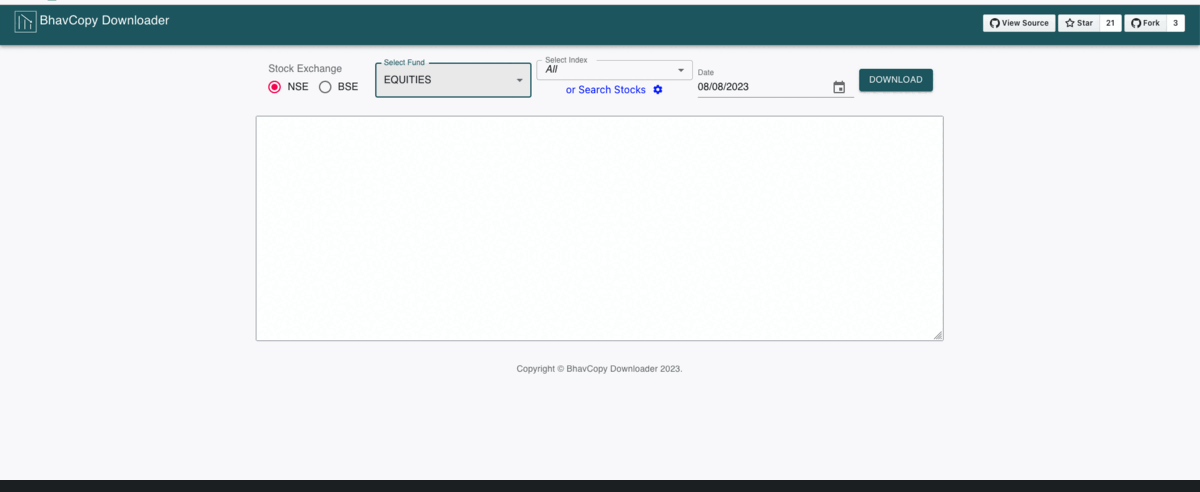 BhavCopy Downloader
View Source
Star
21
Fork
3
Stock Exchange
NSE
BSE
Select Fund
EQUITIES
Select Index
All
or Search Stocks
Date
08/08/2023
DOWNLOAD
Copyright © BhavCopy Downloader 2023.